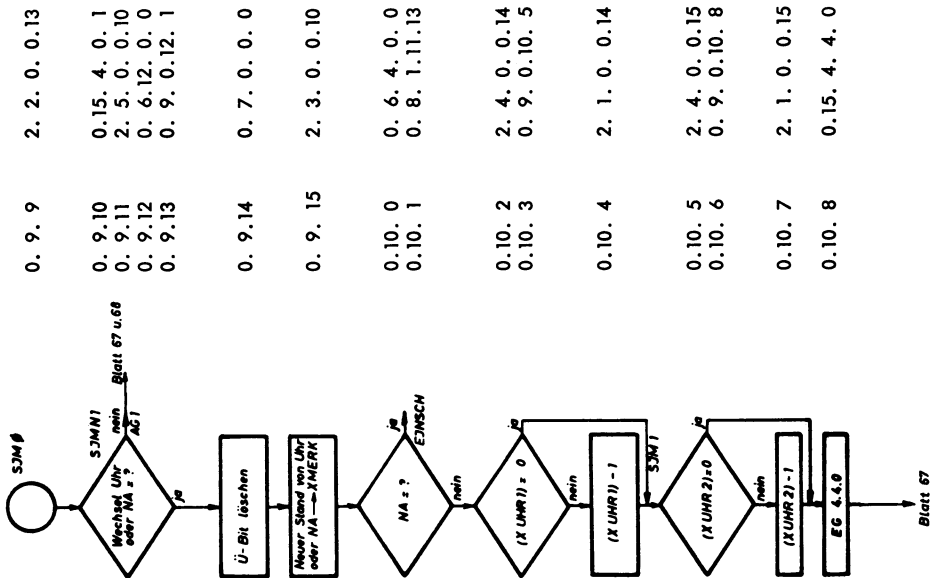 SJMØ
0. 9. 9 2. 2. 0. 0.13
SJMN1
Wechsel Uhr
oder NA = ?
nein
AG1
Blatt 67 u.68
ja
0. 9.10 0.15. 4. 0. 1
0. 9.11 2. 5. 0. 0.10
0. 9.12 0. 6.12. 0. 0
0. 9.13 0. 9. 0.12. 1
Ü-Bit löschen
0. 9.14 0. 7. 0. 0. 0
Neuer Stand von Uhr
oder NA → XMERK
0. 9. 15 2. 3. 0. 0.10
NA = ?
ja
EJNSCH
nein
0.10. 0 0. 6. 4. 0. 0
0.10. 1 0. 8. 1.11.13
(X UHR 1) = 0
ja
nein
0.10. 2 2. 4. 0. 0.14
0.10. 3 0. 9. 0.10. 5
(X UHR 1) - 1
0.10. 4 2. 1. 0. 0.14
SJM 1
(X UHR 2)=0
ja
nein
0.10. 5 2. 4. 0. 0.15
0.10. 6 0. 9. 0.10. 8
(X UHR 2) - 1
0.10. 7 2. 1. 0. 0.15
EG 4.4.0
0.10. 8 0.15. 4. 4. 0
Blatt 67